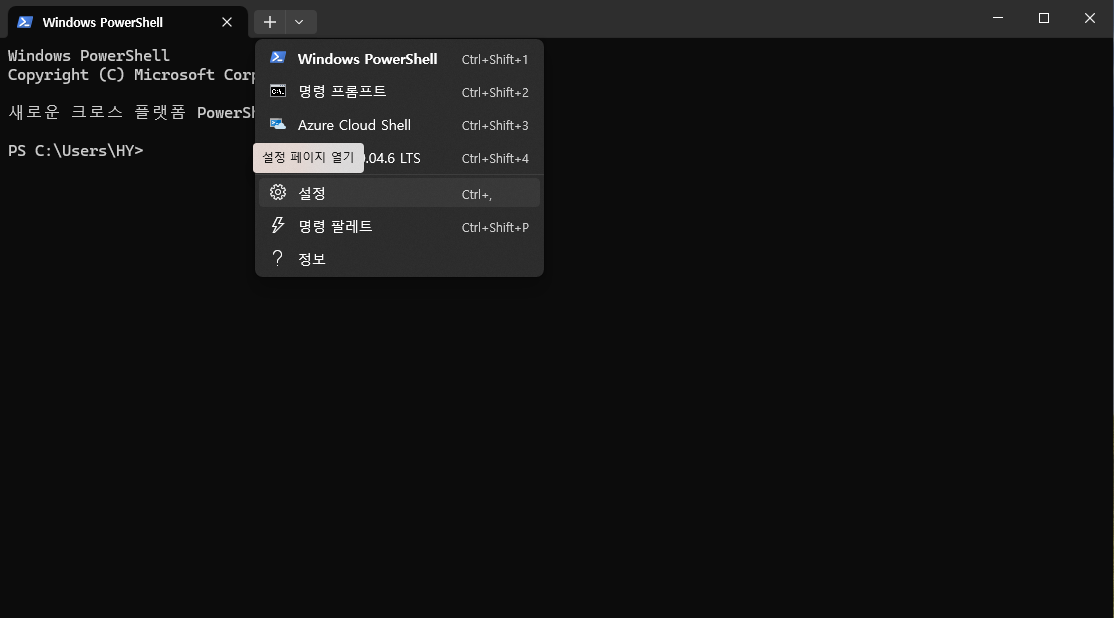 Windows PowerShell
Windows PowerShell
Copyright (C) Microsoft
새로운 크로스 플랫폼
PS C:\Users\HY>
Windows PowerShell Ctrl+Shift+1
명령 프롬프트 Ctrl+Shift+2
Azure Cloud Shell Ctrl+Shift+3
설정 페이지 열기 .04.6 LTS Ctrl+Shift+4
설정 Ctrl+,
명령 팔레트 Ctrl+Shift+P
정보